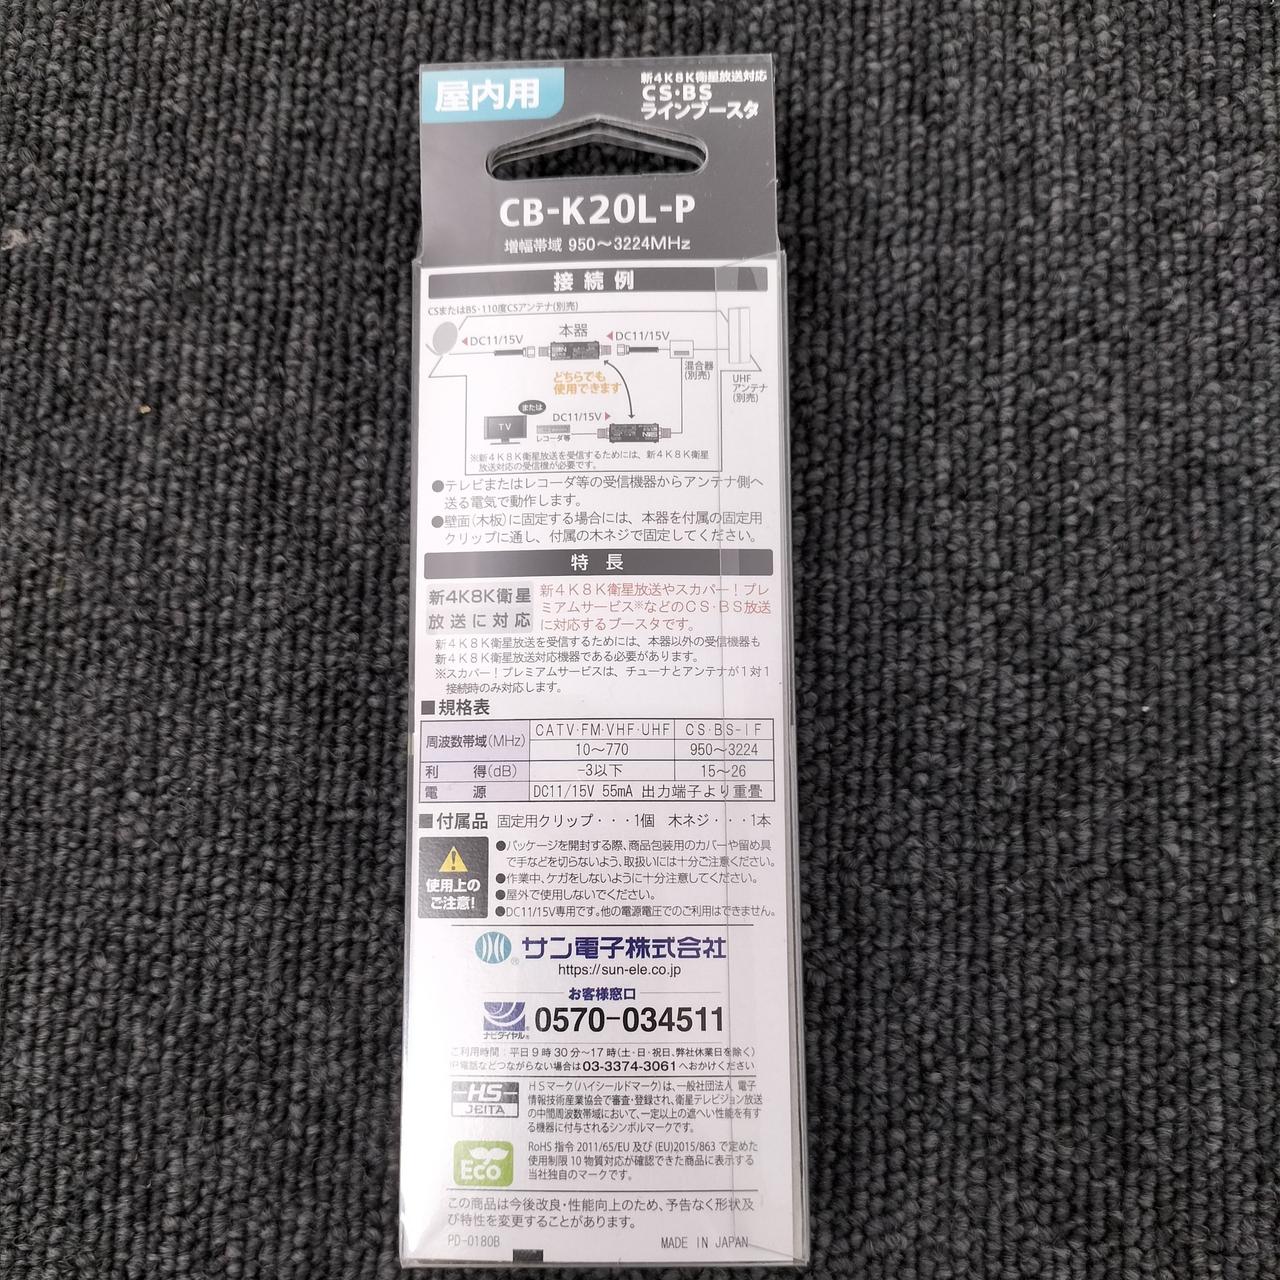 屋内用
新4K8K衛星放送対応
CS･BS
ラインブースタ
CB-K20L-P
増幅帯域 950～3224MHz
接続例
CSまたはBS･110度CSアンテナ(別売)
本器
DC11/15V
DC11/15V
混合器
(別売)
UHF
アンテナ
(別売)
どちらでも
使用できます
または
DC11/15V
TV
レコーダ等
※新4K8K衛星放送を受信するためには、新4K8K衛星
放送対応の受信機が必要です。
●テレビまたはレコーダ等の受信機器からアンテナ側へ
送る電気で動作します。
●壁面(木板)に固定する場合には、本器を付属の固定用
クリップに通し、付属の木ネジで固定してください。
特長
新4K8K衛星
放送に対応
新4K8K衛星放送やスカパー！プレ
ミアムサービス※などのCS･BS放送
に対応するブースタです。
新4K8K衛星放送を受信するためには、本器以外の受信機器も
新4K8K衛星放送対応機器である必要があります。
※スカパー！プレミアムサービスは、チューナとアンテナが1対1
接続時のみ対応します。
■規格表
周波数帯域(MHz) CATV･FM･VHF･UHF CS･BS-IF
10～770 950～3224
利得(dB) -3以下 15～26
電源 DC11/15V 55mA 出力端子より重畳
■付属品 固定用クリップ･･･1個 木ネジ･･･1本
使用上の
ご注意!
●パッケージを開封する際、商品包装用のカバーや留め具
で手などを切らないよう、取扱いには十分ご注意ください。
●作業中、ケガをしないように十分注意してください。
●屋外で使用しないでください。
●DC11/15V専用です。他の電源電圧でのご利用はできません。
サン電子株式会社
https://sun-ele.co.jp
お客様窓口
ナビダイヤル® 0570-034511
ご利用時間：平日9時30分～17時(土･日･祝日、弊社休業日を除く)
IP電話などつながらない場合は03-3374-3061へおかけください
HS
JEITA
HSマーク(ハイシールドマーク)は、一般社団法人 電子
情報技術産業協会で審査･登録され、衛星テレビジョン放送
の中間周波数帯域において、一定以上の遮へい性能を有す
る機器に付与されるシンボルマークです。
Eco
RoHS 指令 2011/65/EU 及び (EU)2015/863 で定めた
使用制限 10 物質対応が確認できた商品に表示する
当社独自のマークです。
この商品は今後改良･性能向上のため、予告なく形状及
び特性を変更することがあります。
PD-0180B
MADE IN JAPAN